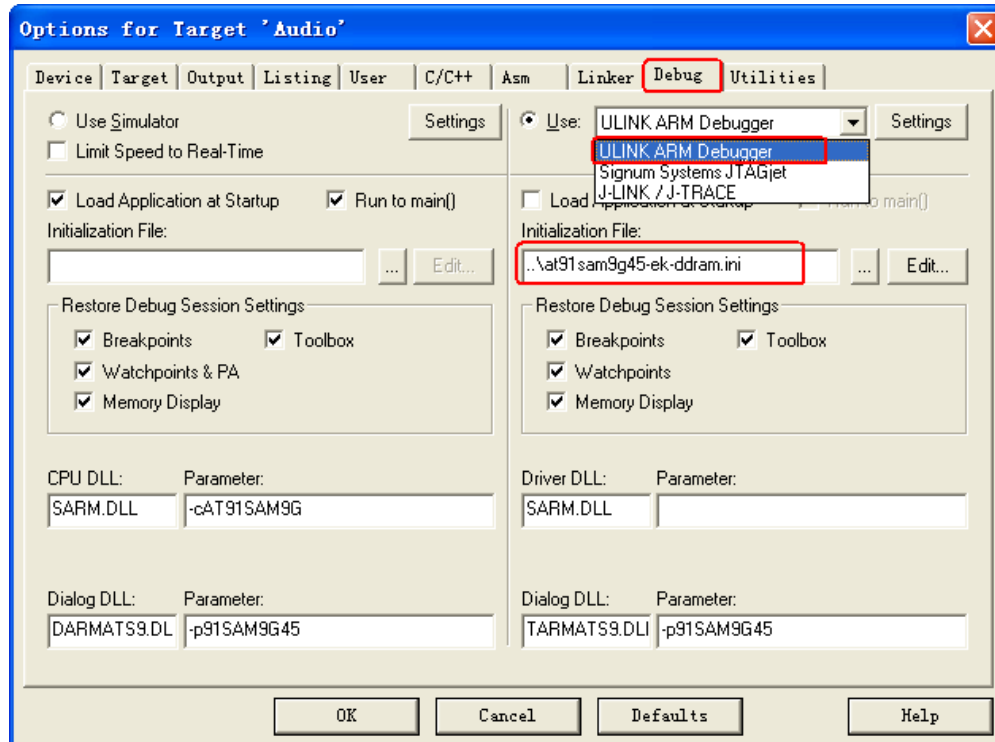 Options for Target 'Audio'
Device Target Output Listing User C/C++ Asm Linker Debug Utilities
Use Simulator Settings
Limit Speed to Real-Time
Load Application at Startup Run to main()
Initialization File:
... Edit...
Restore Debug Session Settings
Breakpoints Toolbox
Watchpoints & PA
Memory Display
CPU DLL: Parameter:
SARM.DLL -cAT91SAM9G
Dialog DLL: Parameter:
DARMATS9.DL -p91SAM9G45
Use: ULINK ARM Debugger Settings
ULINK ARM Debugger
Signum Systems JTAGjet
J-LINK / J-TRACE
Load to main()
Initialization File:
..\at91sam9g45-ek-ddram.ini ... Edit...
Restore Debug Session Settings
Breakpoints Toolbox
Watchpoints
Memory Display
Driver DLL: Parameter:
SARM.DLL
Dialog DLL: Parameter:
TARMATS9.DLI -p91SAM9G45
OK Cancel Defaults Help